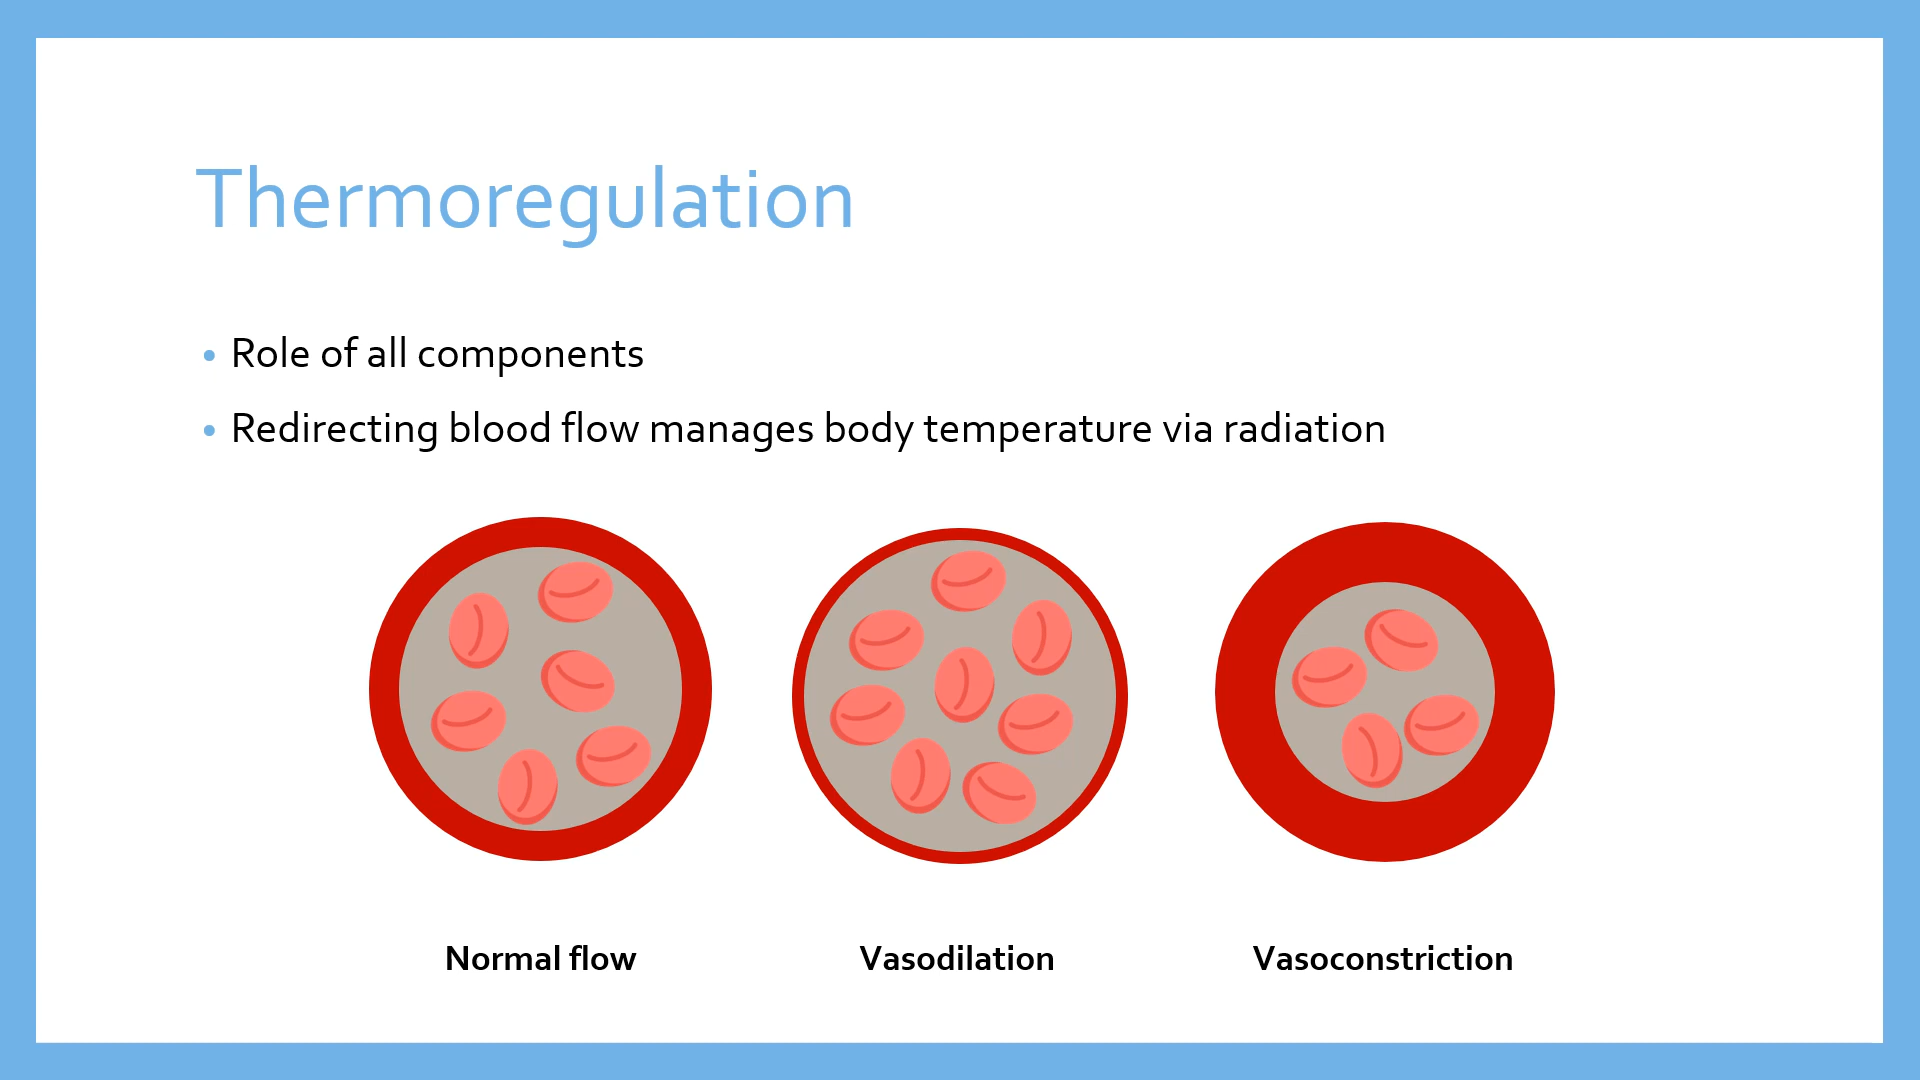 Thermoregulation
• Role of all components
• Redirecting blood flow manages body temperature via radiation
Normal flow Vasodilation Vasoconstriction